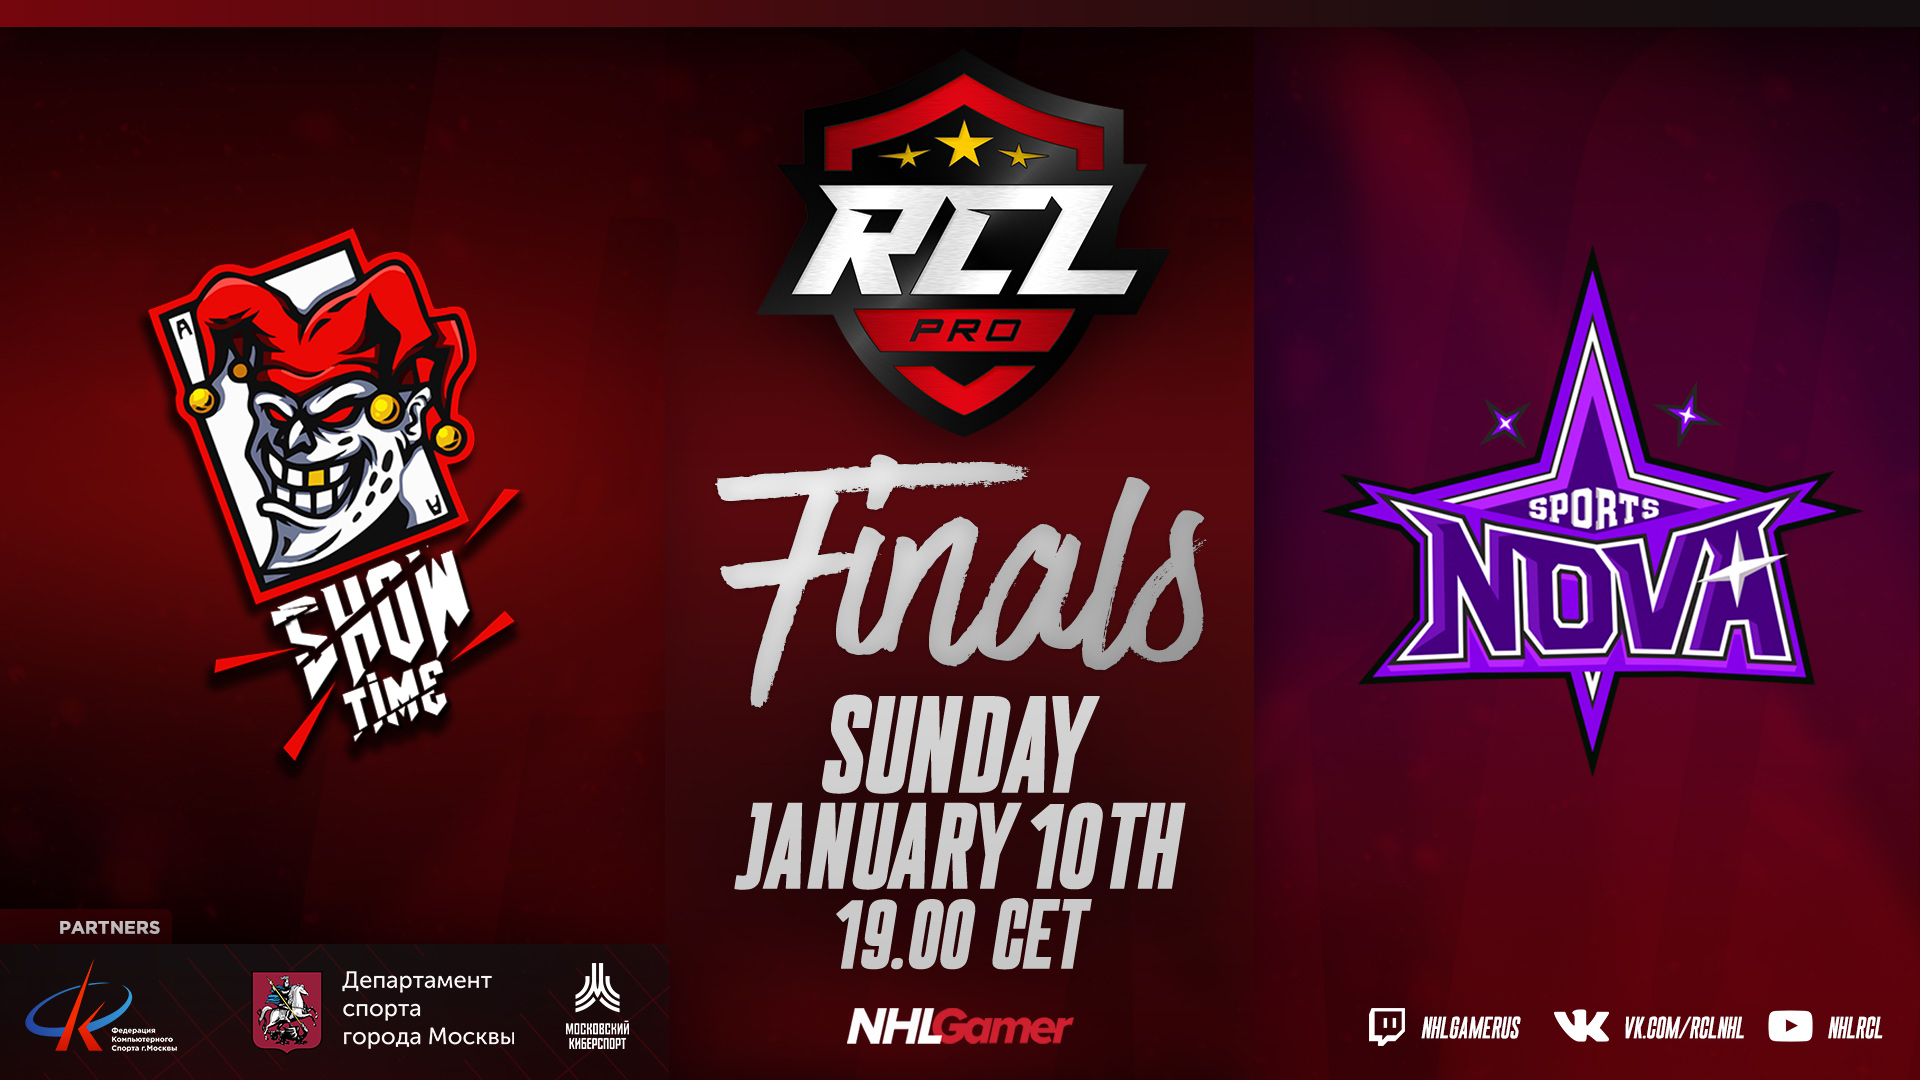 RCL
PRO
Finals
SUNDAY
JANUARY 10TH
19.00 CET
NHLGamer
A
A
SHOW
TIME
SPORTS
NOVA
PARTNERS
Федерация
Компьютерного
Спорта г.Москвы
Департамент
спорта
города Москвы
МОСКОВСКИЙ
КИБЕРСПОРТ
NHLGAMERUS
VK.COM/RCLNHL
NHLRCL